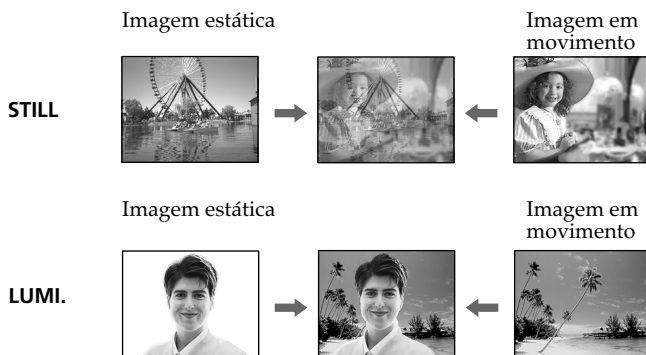 Imagem estática
Imagem em
movimento
STILL
Imagem estática
Imagem em
movimento
LUMI.